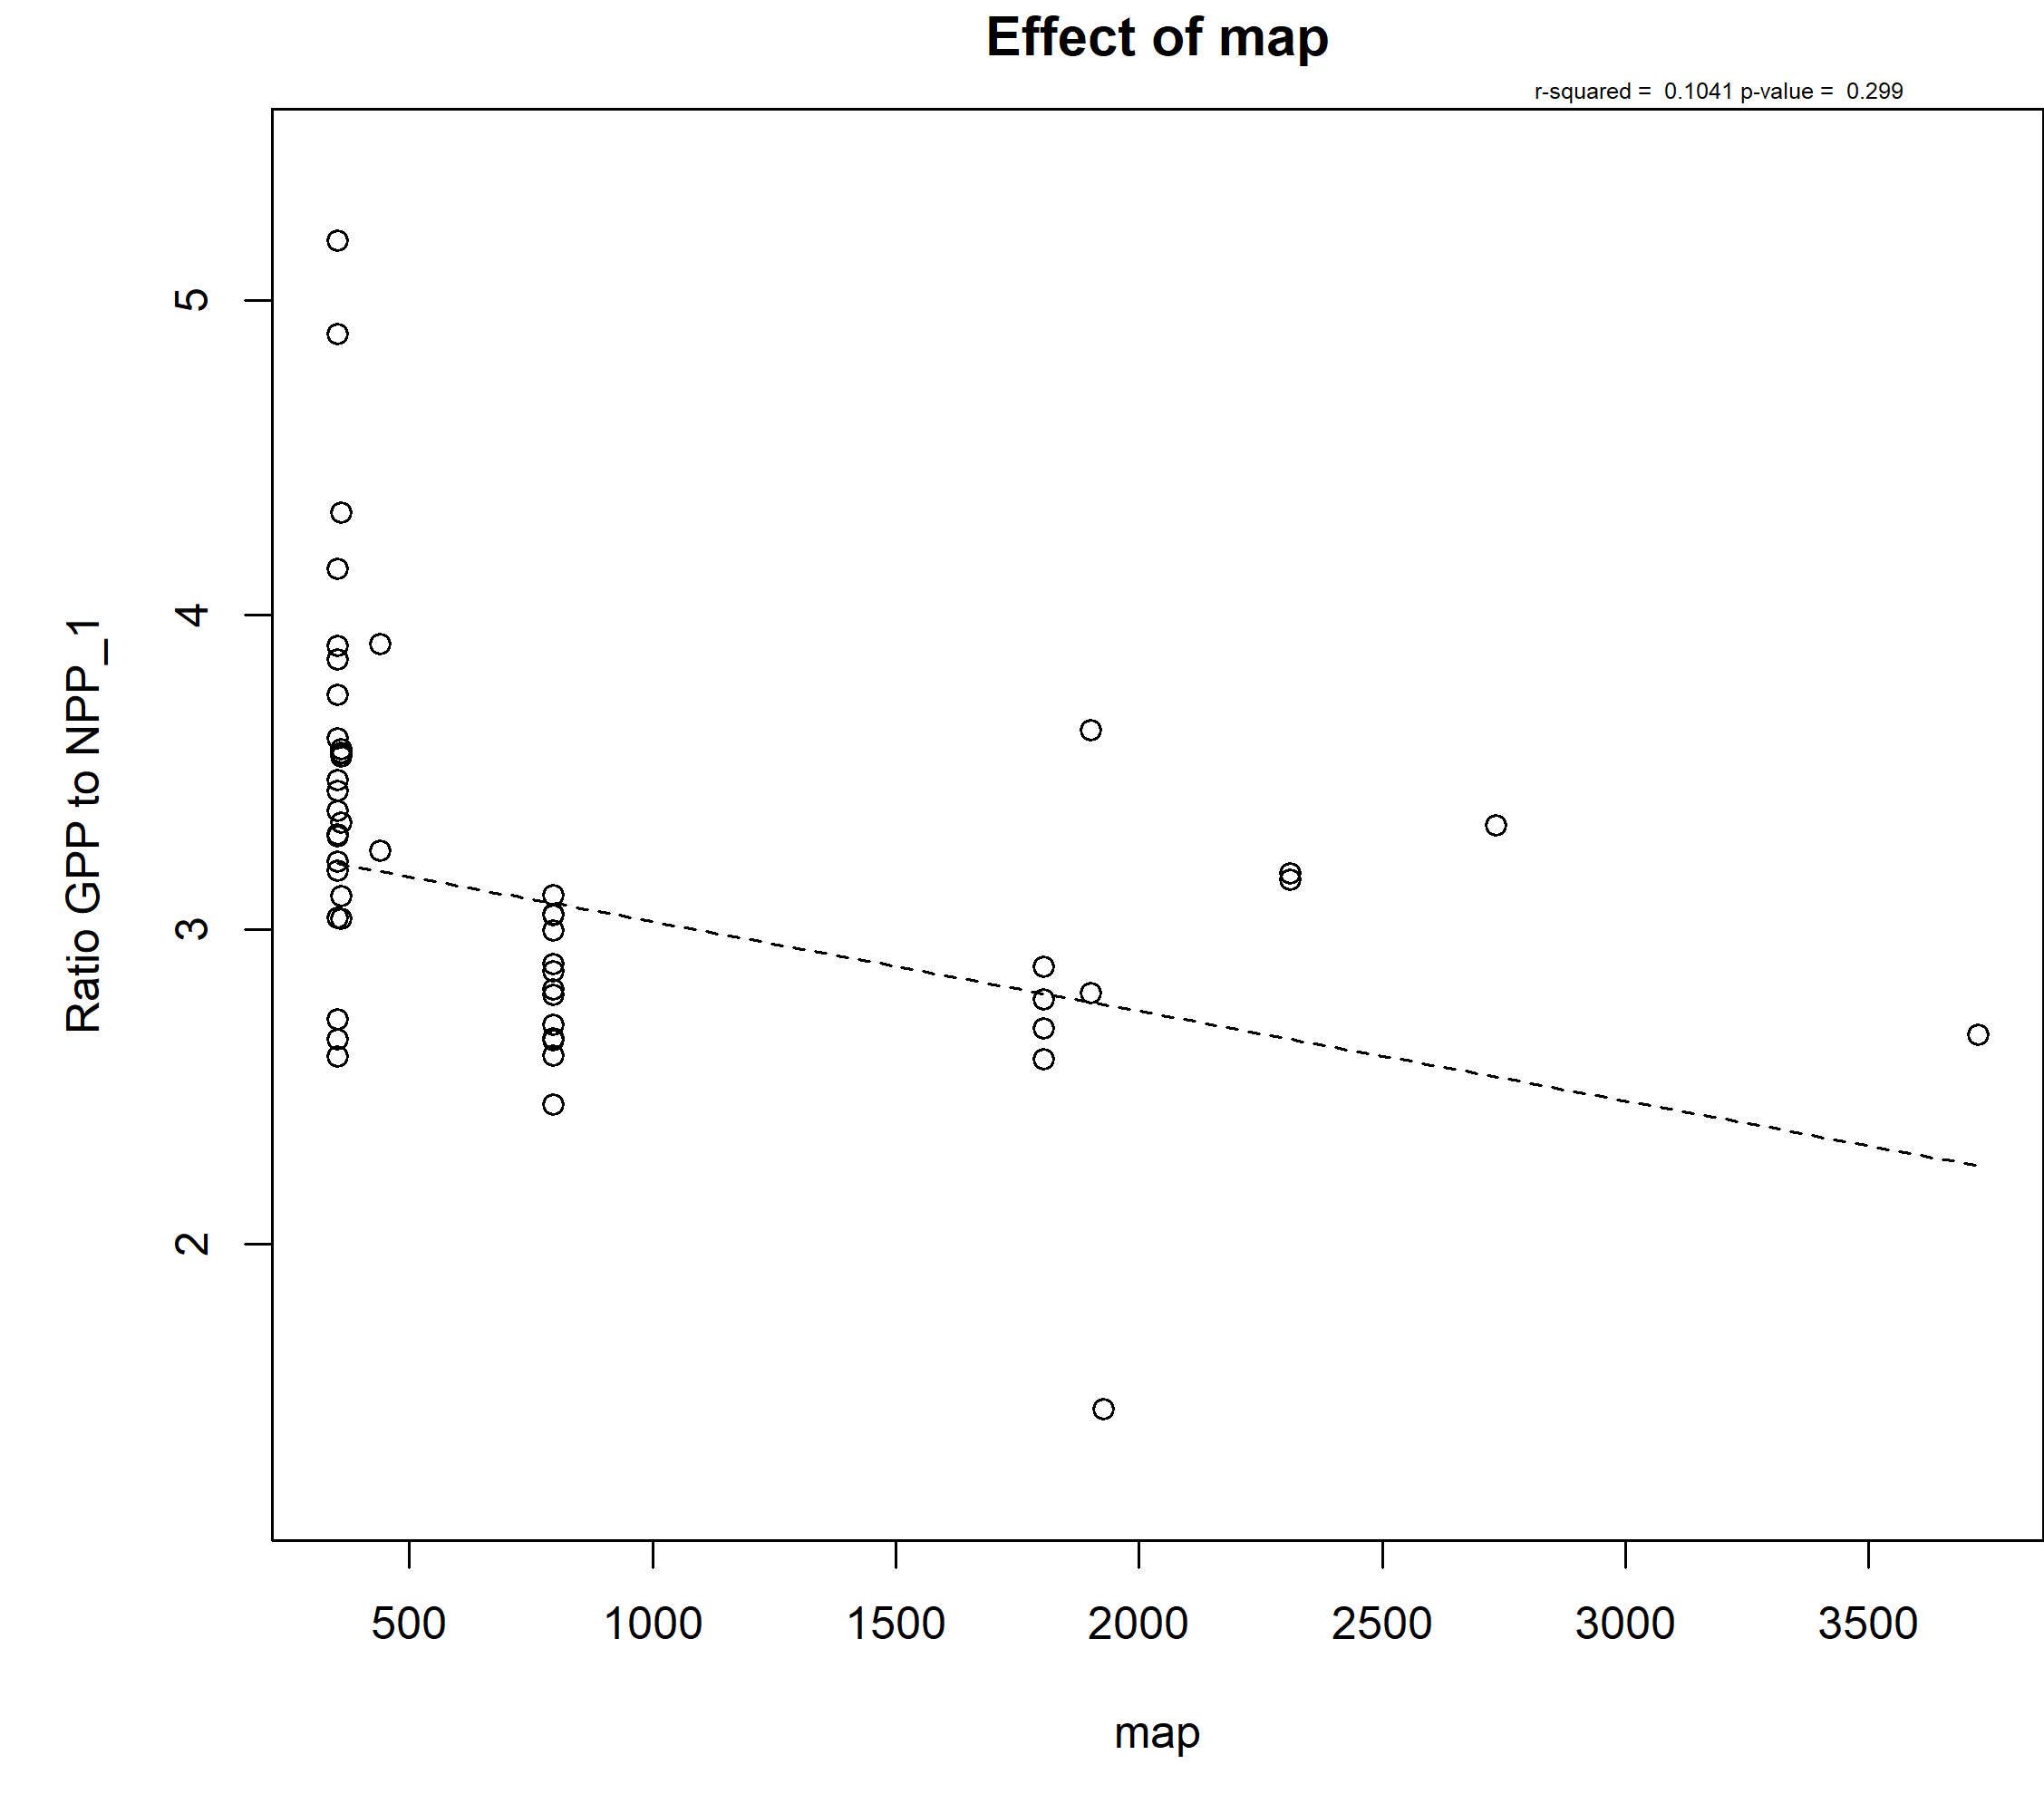 Effect of map
r-squared =  0.1041 p-value =  0.299
Ratio GPP to NPP_1
5
4
3
2
500 1000 1500 2000 2500 3000 3500
map